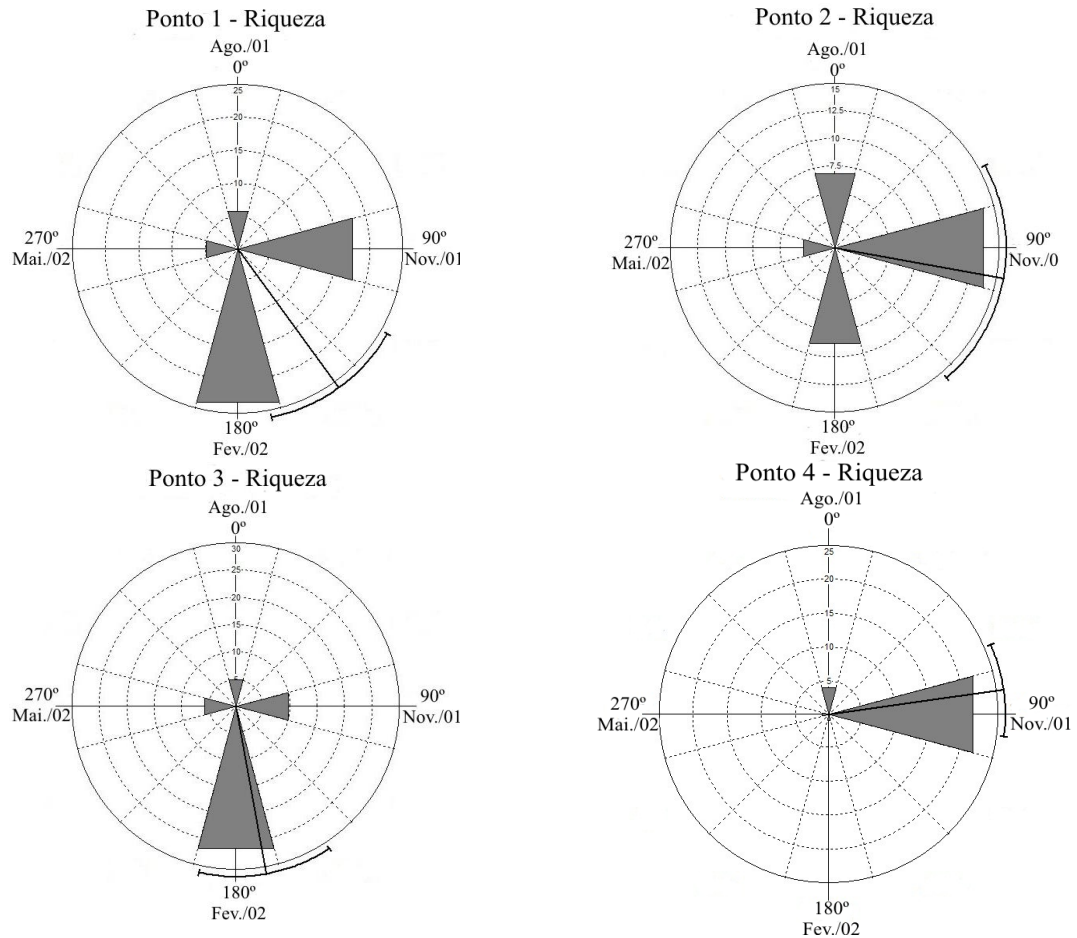 Ponto 1 - Riqueza
Ago./01
0º
25
20
15
10
270º
Mai./02
90º
Nov./01
180º
Fev./02
Ponto 2 - Riqueza
Ago./01
0º
15
12.5
10
7.5
270º
Mai./02
90º
Nov./0
180º
Fev./02
Ponto 3 - Riqueza
Ago./01
0º
30
25
20
15
10
5
270º
Mai./02
90º
Nov./01
180º
Fev./02
Ponto 4 - Riqueza
Ago./01
0º
25
20
15
10
5
270º
Mai./02
90º
Nov./01
180º
Fev./02